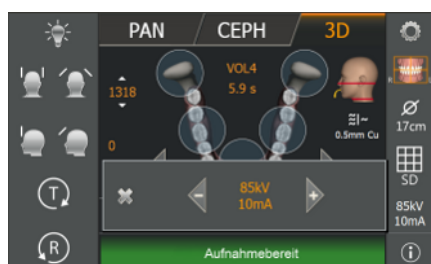 PAN
CEPH
3D
VOL4
5.9 s
1318
0
0.5mm Cu
R
17cm
SD
85kV
10mA
85kV
10mA
T
R
Aufnahmebereit
i